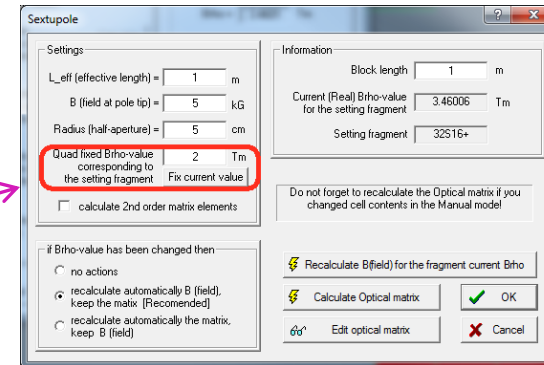 Sextupole
Settings
L_eff (effective length) = 1 m
B (field at pole tip) = 5 kG
Radius (half-aperture) = 5 cm
Quad fixed Brho-value
corresponding to
the setting fragment
2 Tm
Fix current value
calculate 2nd order matrix elements
Information
Block length 1 m
Current (Real) Brho-value
for the setting fragment
3.46006 Tm
Setting fragment 32S16+
Do not forget to recalculate the Optical matrix if you
changed cell contents in the Manual mode!
if Brho-value has been changed then
no actions
recalculate automatically B (field),
keep the matix [Recomended]
recalculate automatically the matrix,
keep B (field)
Recalculate B(field) for the fragment current Brho
Calculate Optical matrix
OK
Edit optical matrix
Cancel